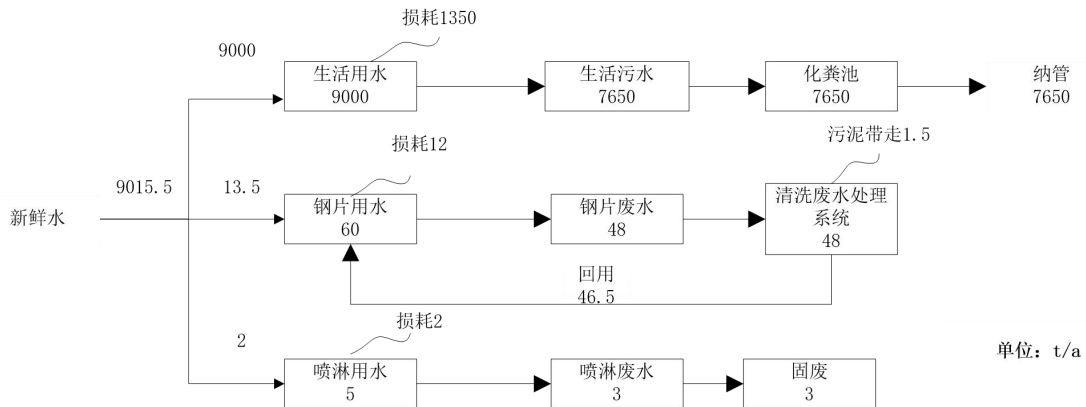 损耗1350
9000
生活用水
9000
生活污水
7650
化粪池
7650
纳管
7650
污泥带走1.5
损耗12
9015.5
13.5
新鲜水
钢片用水
60
钢片废水
48
清洗废水处理
系统
48
回用
46.5
损耗2
2
单位：t/a
喷淋用水
5
喷淋废水
3
固废
3